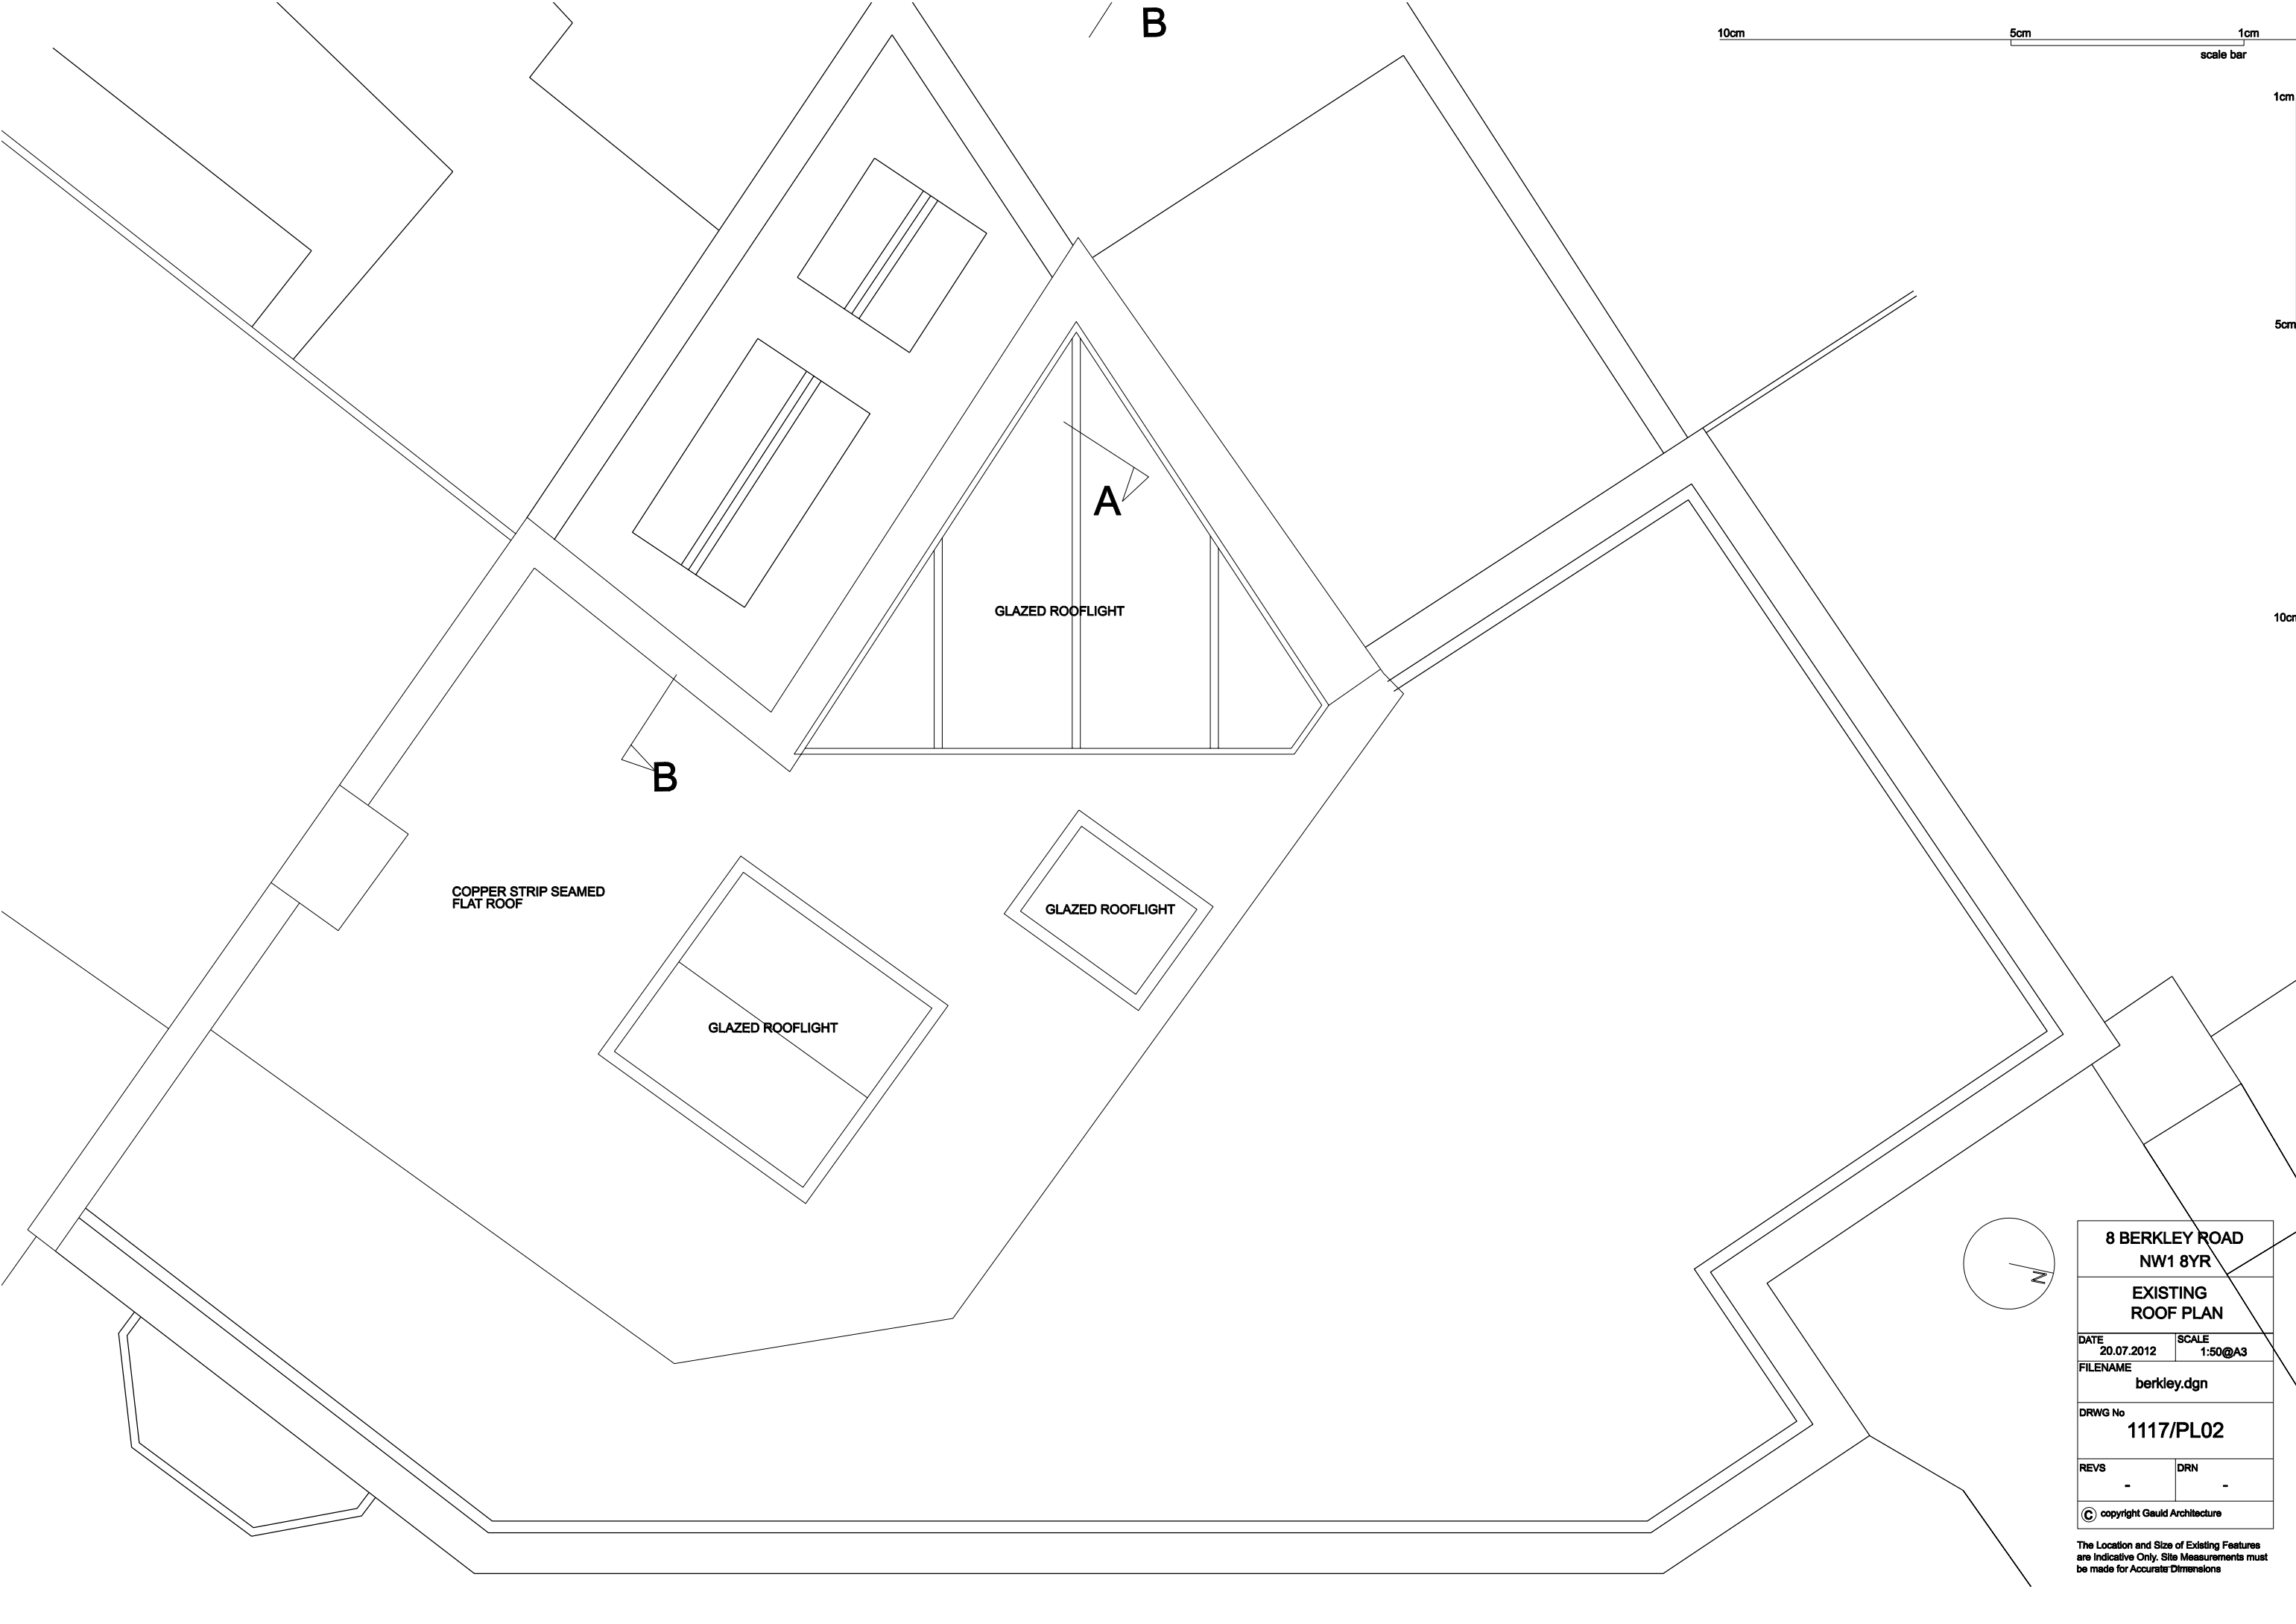 B
10cm
5cm
1cm
scale bar
1cm
5cm
10cm
A
GLAZED ROOFLIGHT
B
COPPER STRIP SEAMED
FLAT ROOF
GLAZED ROOFLIGHT
GLAZED ROOFLIGHT
N
8 BERKLEY ROAD
NW1 8YR
EXISTING
ROOF PLAN
DATE
20.07.2012
SCALE
1:50@A3
FILENAME
berkley.dgn
DRWG No
1117/PL02
REVS
-
DRN
-
© copyright Gauld Architecture
The Location and Size of Existing Features
are Indicative Only. Site Measurements must
be made for Accurate Dimensions